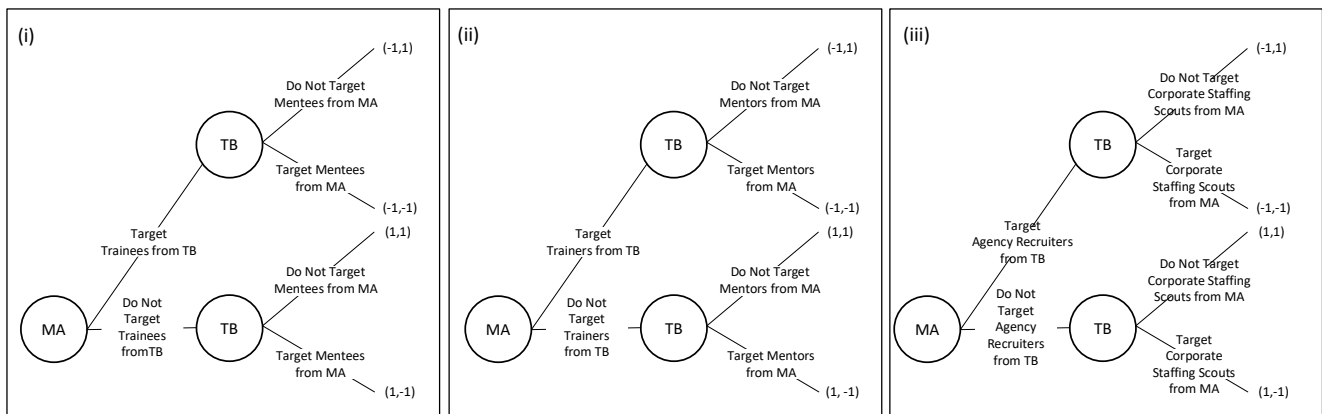 (i)
(-1,1)
Do Not Target
Mentees from MA
TB
Target Mentees
from MA
(-1,-1)
Target
Trainees from TB
(1,1)
Do Not Target
Mentees from MA
MA
Do Not
Target
Trainees
fromTB
TB
Target Mentees
from MA
(1,-1)
(ii)
(-1,1)
Do Not Target
Mentors from MA
TB
Target Mentors
from MA
(-1,-1)
Target
Trainers from TB
(1,1)
Do Not Target
Mentors from MA
MA
Do Not
Target
Trainers
from TB
TB
Target Mentors
from MA
(1, -1)
(iii)
(-1,1)
Do Not Target
Corporate Staffing
Scouts from MA
TB
Target
Corporate
Staffing Scouts
from MA
(-1,-1)
Target
Agency Recruiters
from TB
(1,1)
Do Not Target
Corporate Staffing
Scouts from MA
MA
Do Not
Target
Agency
Recruiters
from TB
TB
Target
Corporate
Staffing Scouts
from MA
(1,-1)